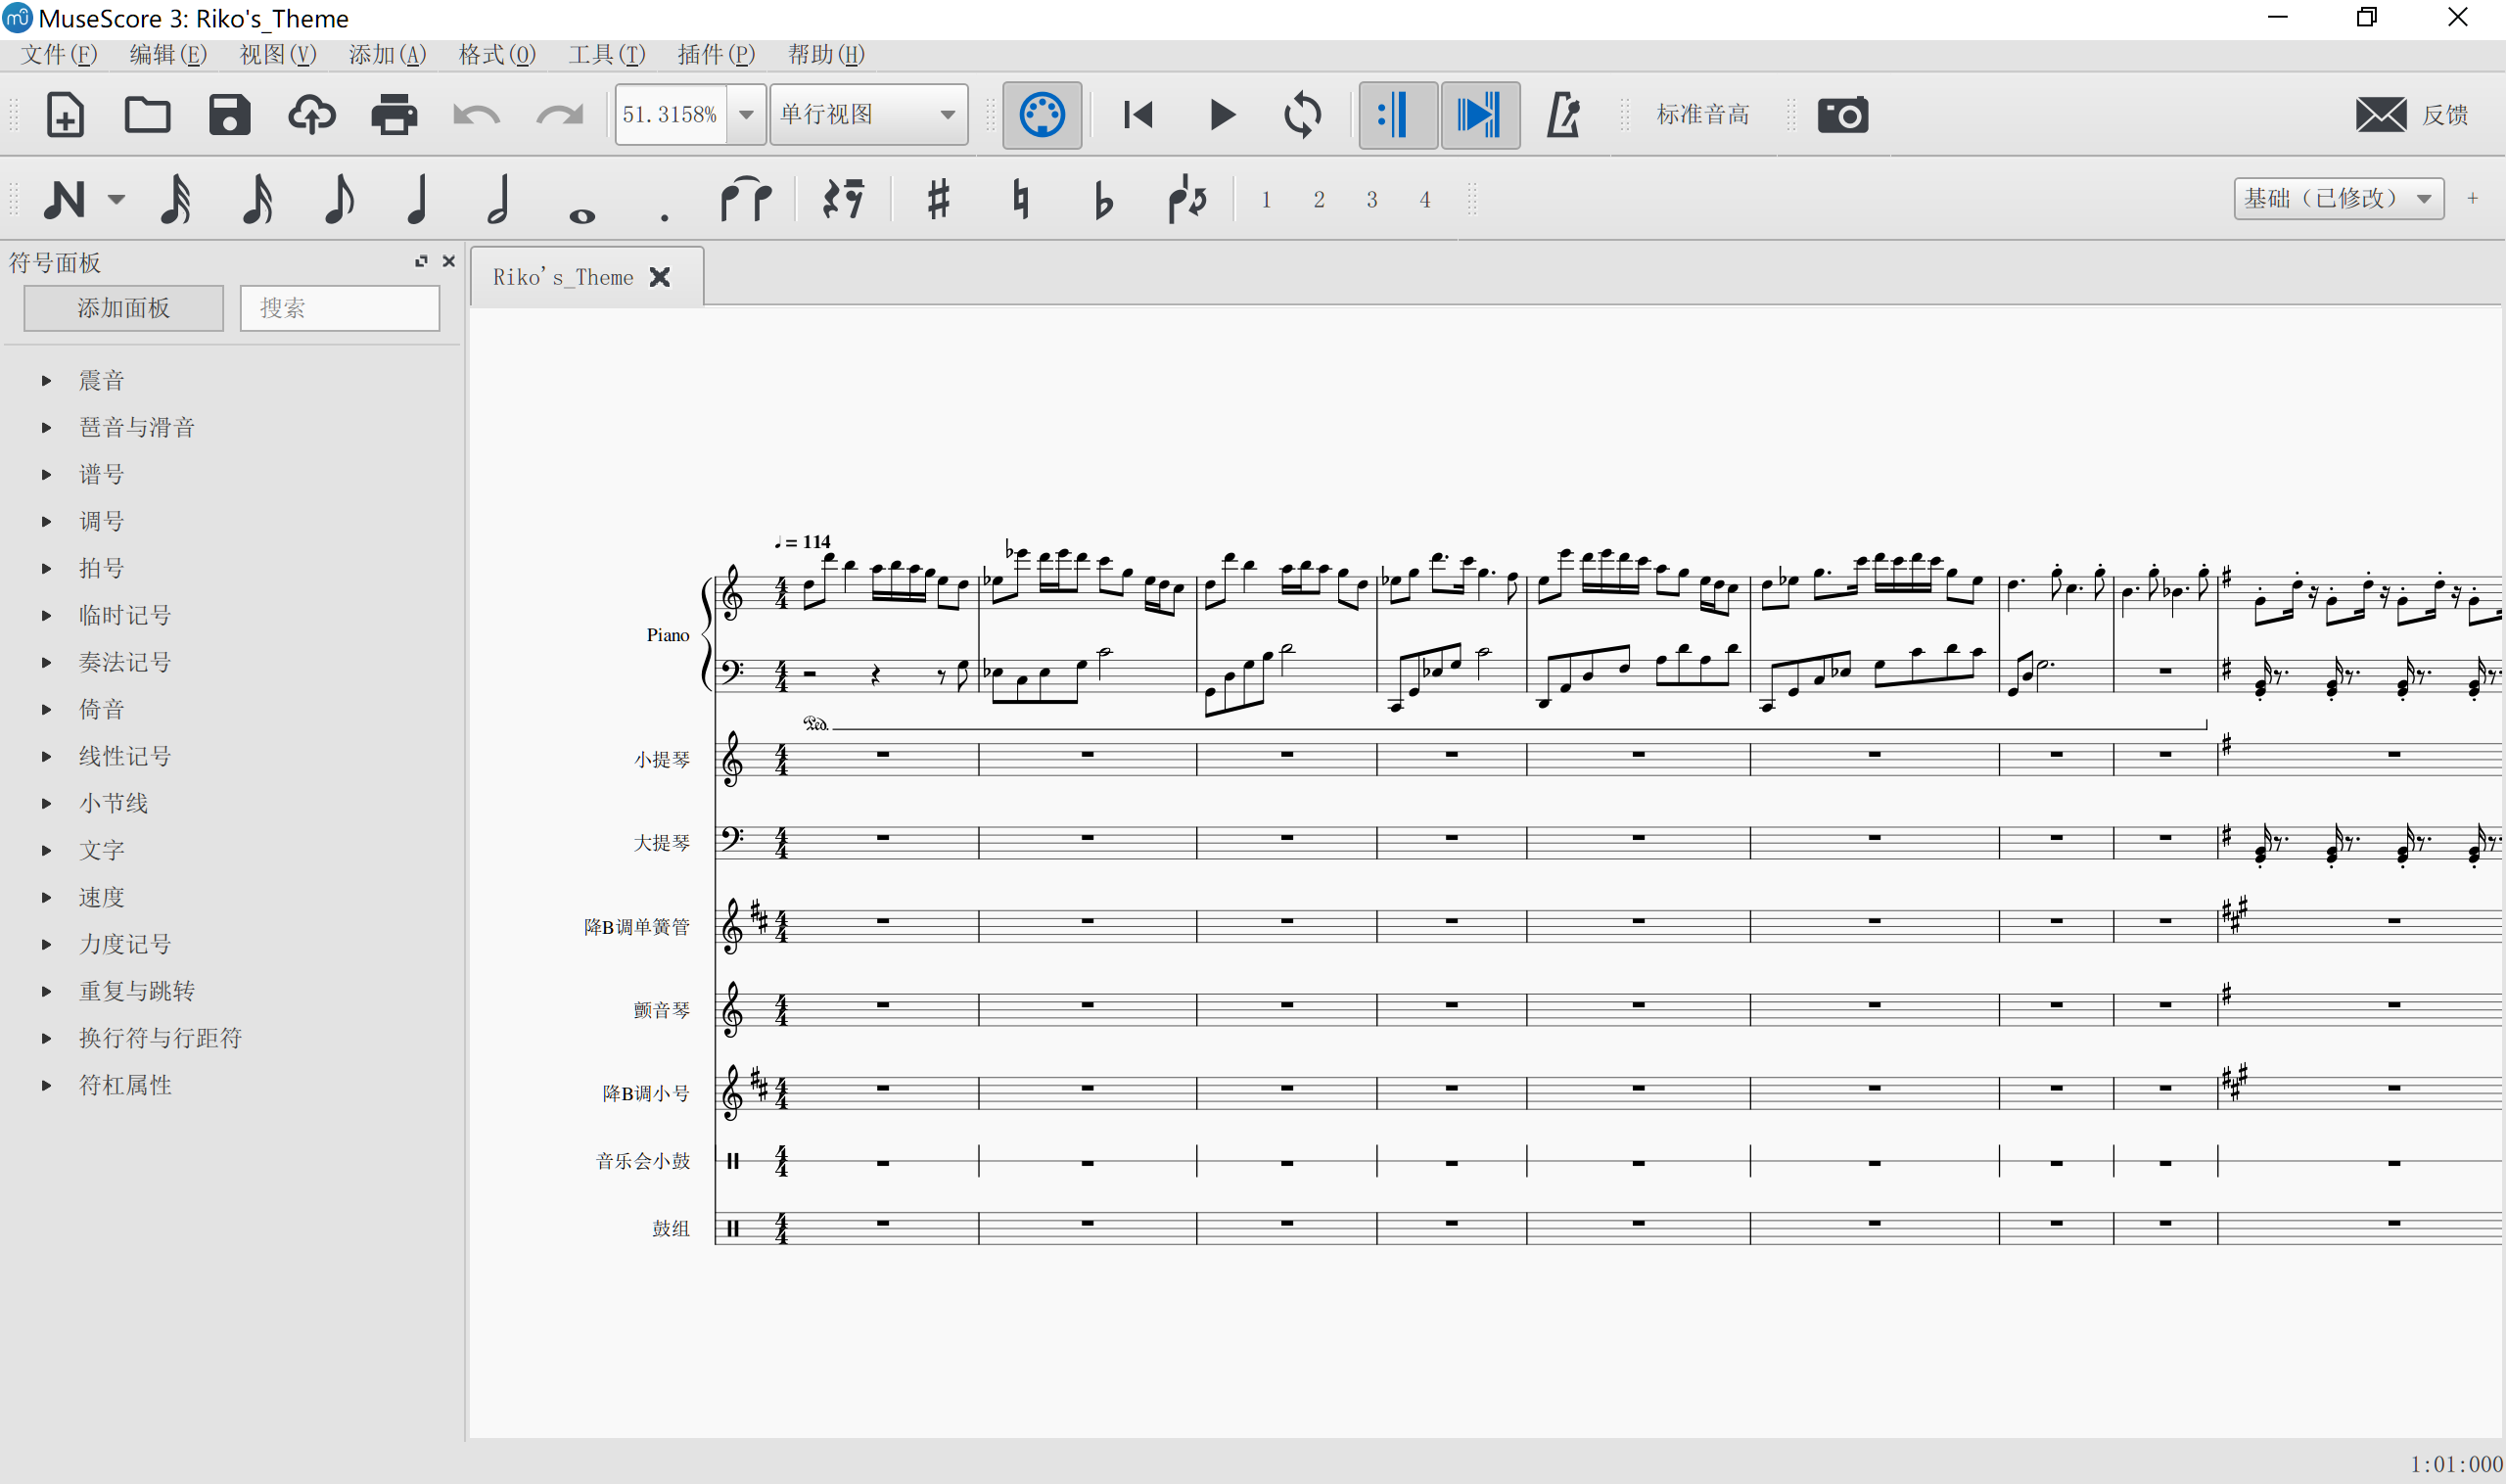 MuseScore 3: Riko's_Theme
文件(F) 编辑(E) 视图(V) 添加(A) 格式(O) 工具(T) 插件(P) 帮助(H)
51.3158% 单行视图 标准音高 反馈
1 2 3 4 基础（已修改） +
符号面板
Riko's_Theme
添加面板 搜索
震音
琶音与滑音
谱号
调号
拍号
临时记号
奏法记号
倚音
线性记号
小节线
文字
速度
力度记号
重复与跳转
换行符与行距符
符杠属性
= 114
Piano
小提琴
大提琴
降B调单簧管
颤音琴
降B调小号
音乐会小鼓
鼓组
1:01:000